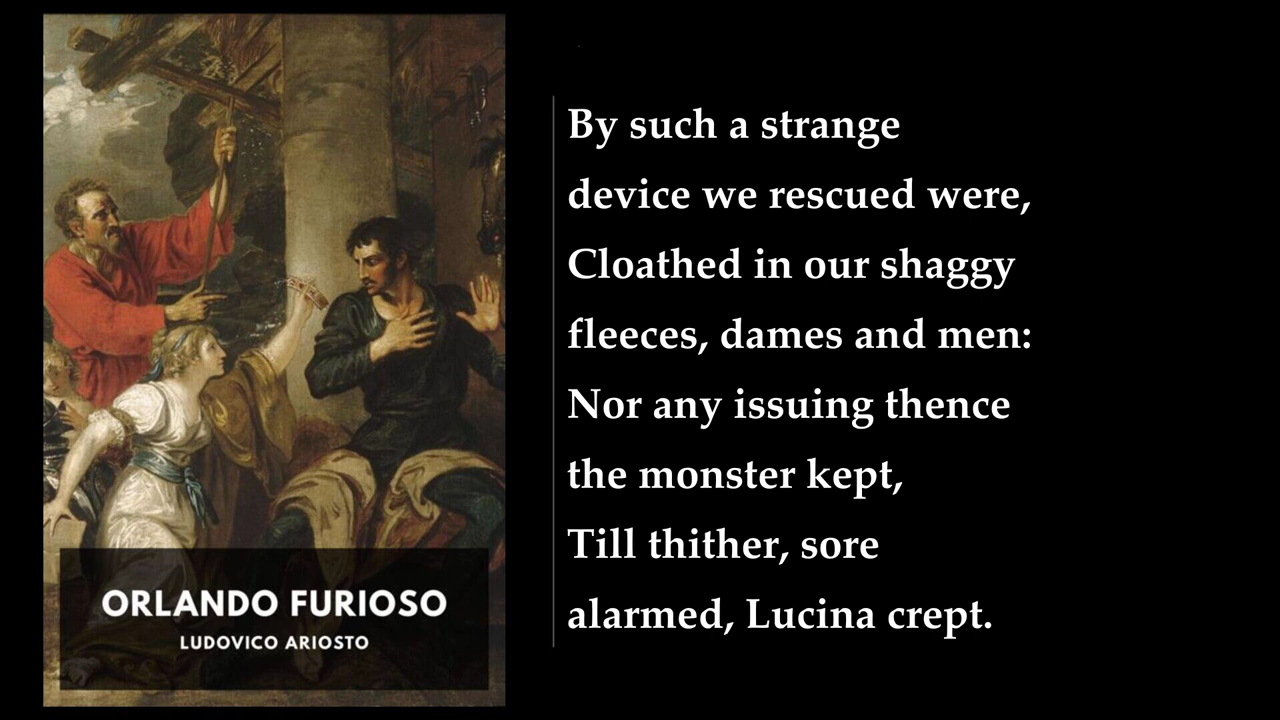 ORLANDO FURIOSO
LUDOVICO ARIOSTO
By such a strange
device we rescued were,
Cloathed in our shaggy
fleeces, dames and men:
Nor any issuing thence
the monster kept,
Till thither, sore
alarmed, Lucina crept.